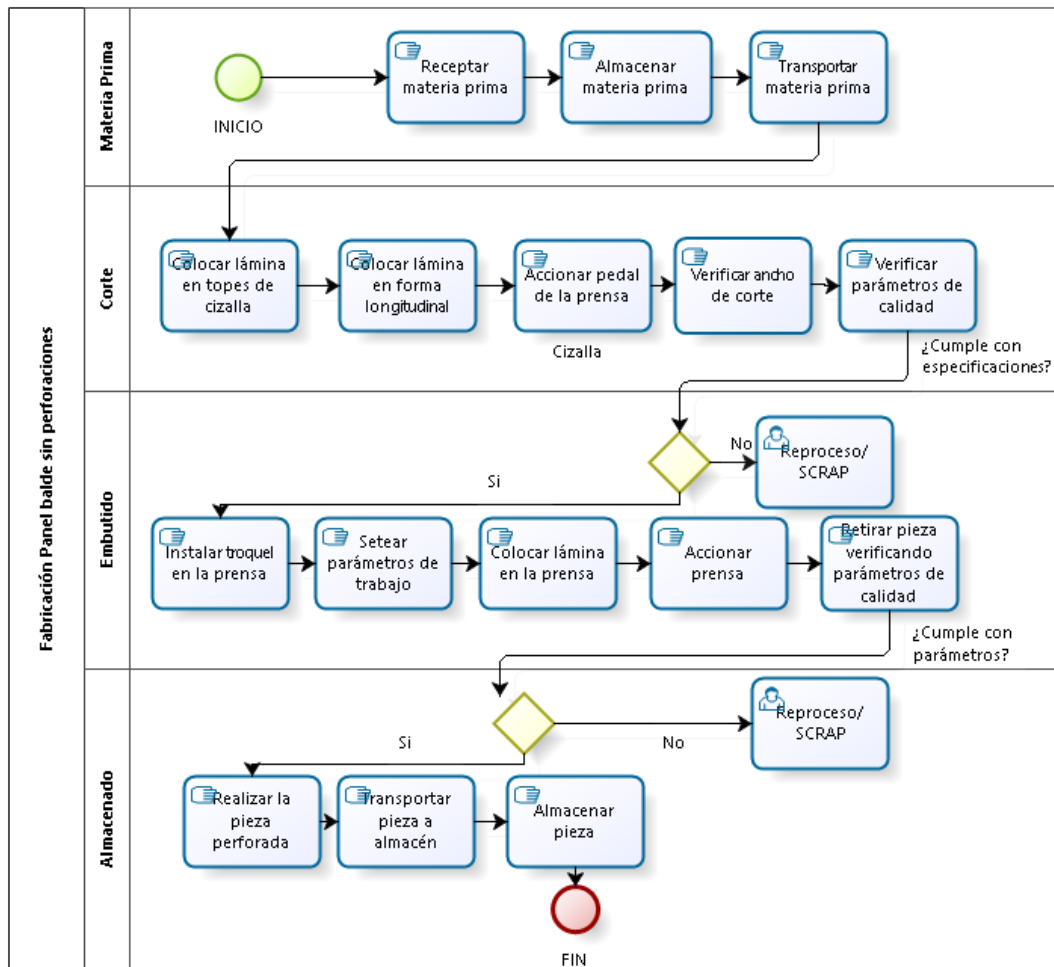 Fabricación Panel balde sin perforaciones
Materia Prima
INICIO
Receptar
materia prima
Almacenar
materia prima
Transportar
materia prima
Corte
Colocar lámina
en topes de
cizalla
Colocar lámina
en forma
longitudinal
Accionar pedal
de la prensa
Cizalla
Verificar ancho
de corte
Verificar
parámetros de
calidad
¿Cumple con
especificaciones?
Embutido
No
Reproceso/
SCRAP
Si
Instalar troquel
en la prensa
Setear
parámetros de
trabajo
Colocar lámina
en la prensa
Accionar
prensa
Retirar pieza
verificando
parámetros de
calidad
¿Cumple con
parámetros?
Almacenado
Si
No
Reproceso/
SCRAP
Realizar la
pieza
perforada
Transportar
pieza a
almacén
Almacenar
pieza
FIN